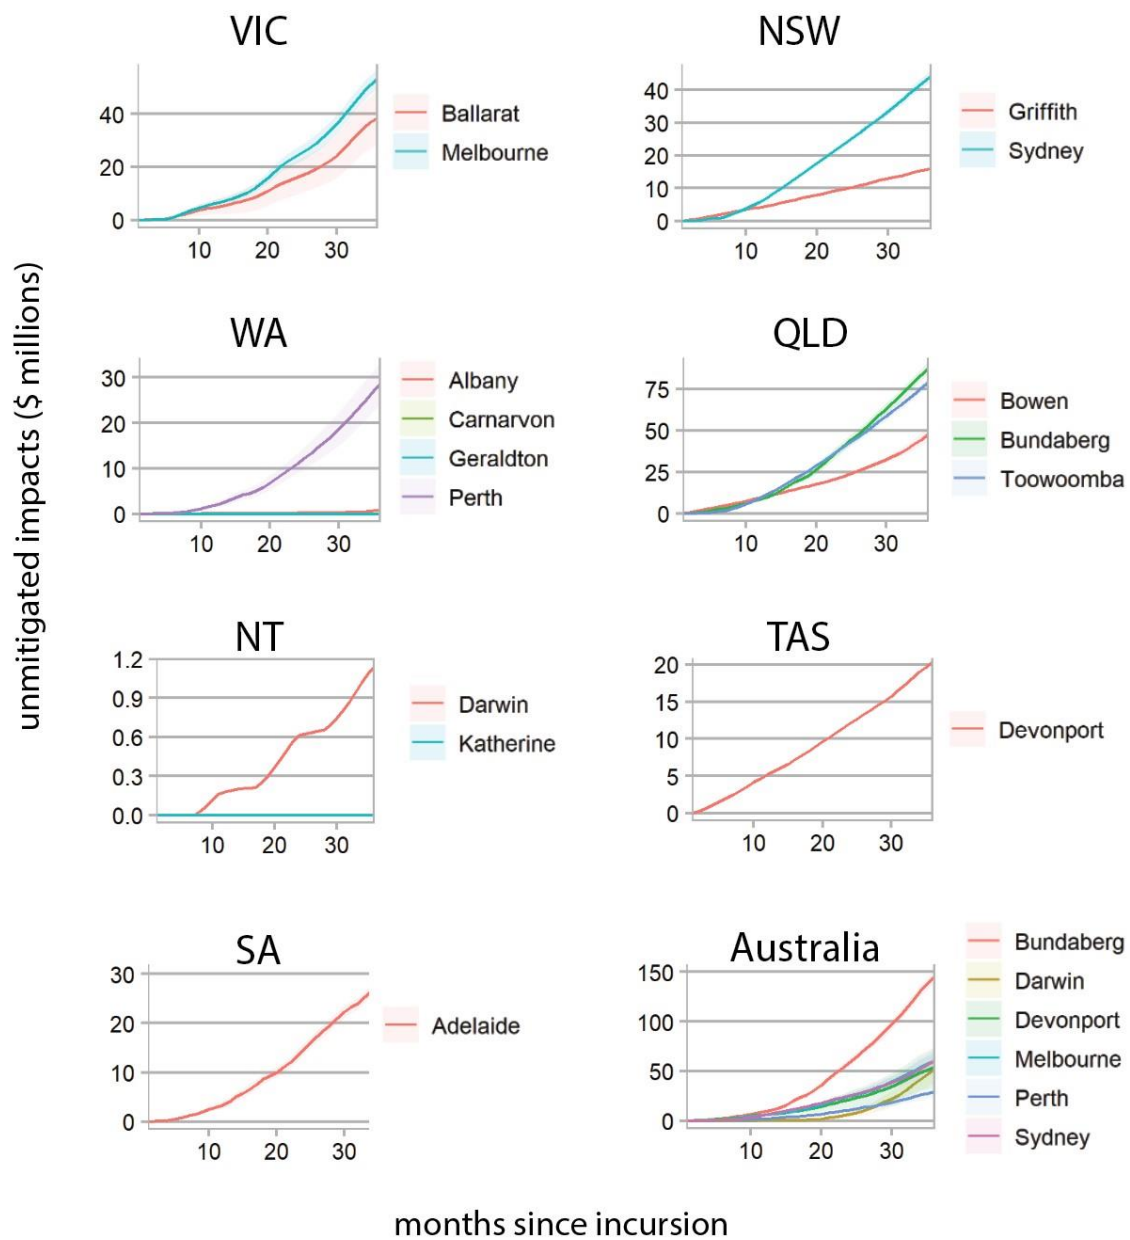 VIC
40
20
0
10 20 30
Ballarat
Melbourne
NSW
40
30
20
10
0
10 20 30
Griffith
Sydney
unmitigated impacts ($ millions)
WA
30
20
10
0
10 20 30
Albany
Carnarvon
Geraldton
Perth
QLD
75
50
25
0
10 20 30
Bowen
Bundaberg
Toowoomba
NT
1.2
0.9
0.6
0.3
0.0
10 20 30
Darwin
Katherine
TAS
20
15
10
5
0
10 20 30
Devonport
SA
30
20
10
0
10 20 30
Adelaide
Australia
150
100
50
0
10 20 30
Bundaberg
Darwin
Devonport
Melbourne
Perth
Sydney
months since incursion